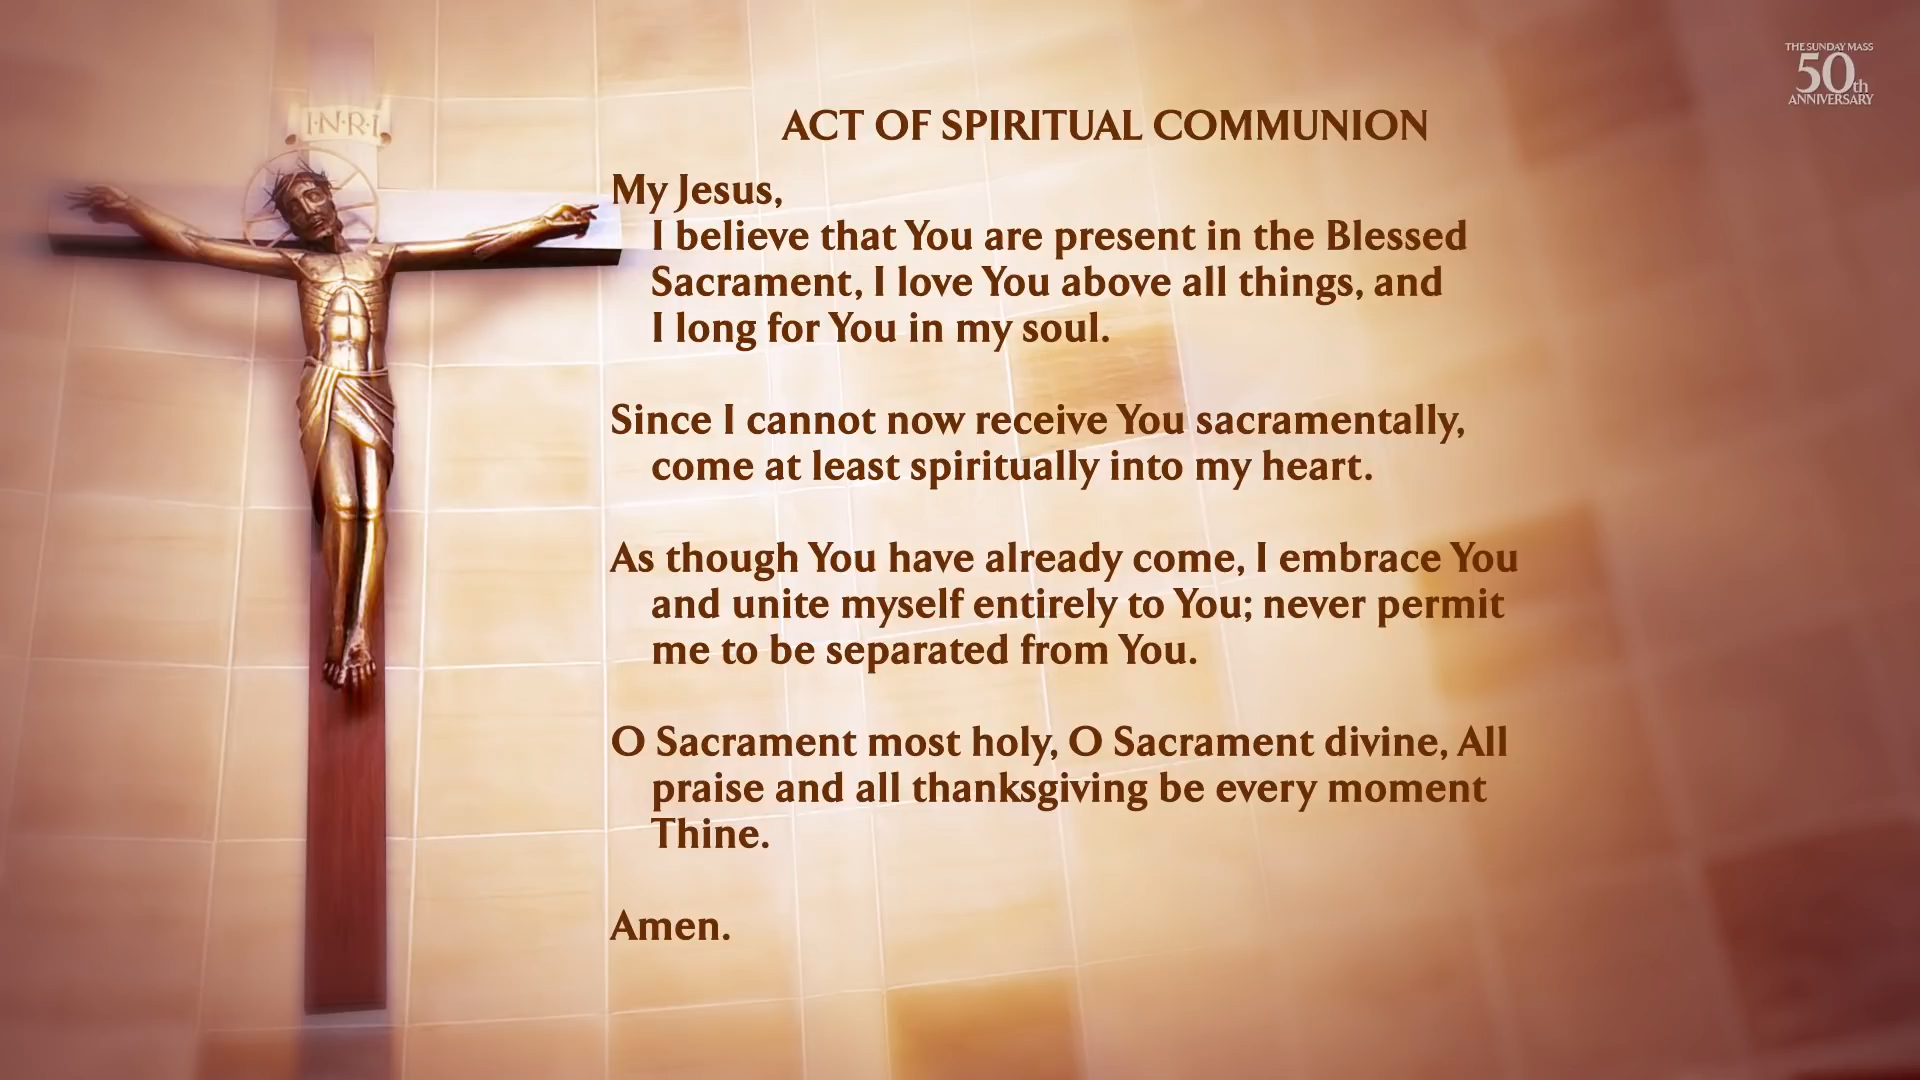 THE SUNDAY MASS
50th
ANNIVERSARY
I·N·R·I
ACT OF SPIRITUAL COMMUNION
My Jesus,
I believe that You are present in the Blessed
Sacrament, I love You above all things, and
I long for You in my soul.
Since I cannot now receive You sacramentally,
come at least spiritually into my heart.
As though You have already come, I embrace You
and unite myself entirely to You; never permit
me to be separated from You.
O Sacrament most holy, O Sacrament divine, All
praise and all thanksgiving be every moment
Thine.
Amen.